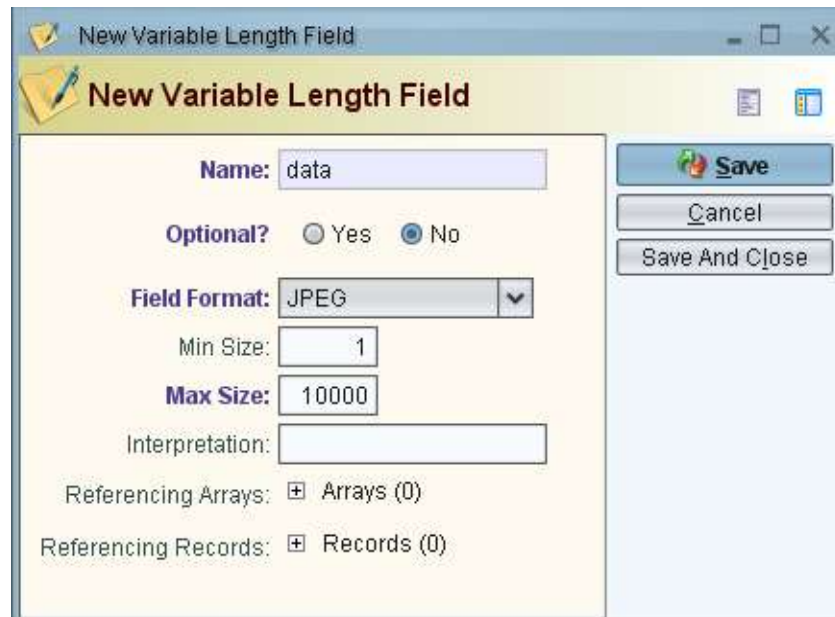 New Variable Length Field
New Variable Length Field
Name: data
Optional? Yes No
Field Format: JPEG
Min Size: 1
Max Size: 10000
Interpretation:
Referencing Arrays: Arrays (0)
Referencing Records: Records (0)
Save
Cancel
Save And Close